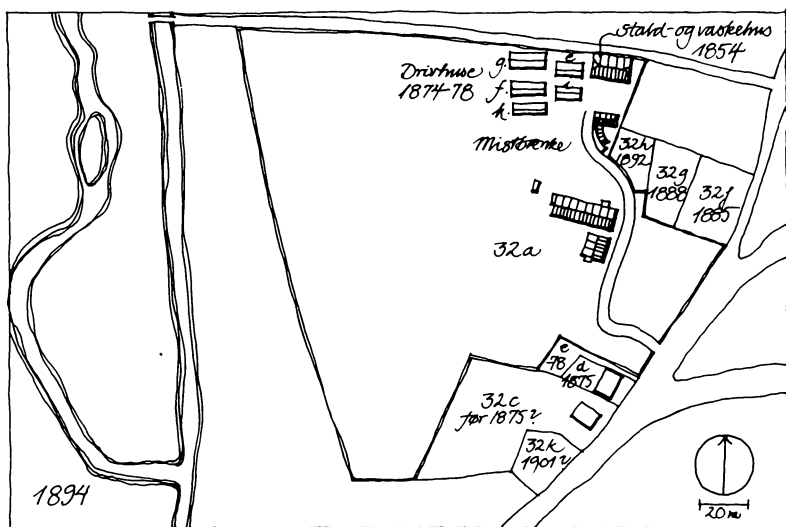 Stald- og vaskehus
1854
Drivhuse
1874-78
g.
f.
k.
e
i
Mistbænke
32h
1892
32g
1888
32f
1885
32a
e
78
d
1875
32c
før 1875?
32k
1901?
1894
20 m